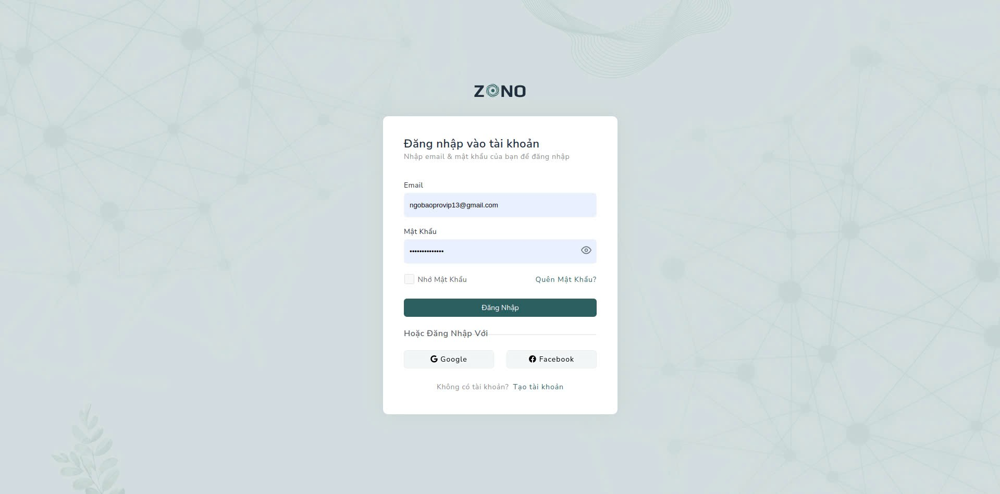 ZONO
Đăng nhập vào tài khoản
Nhập email & mật khẩu của bạn để đăng nhập
Email
ngobaoprovip13@gmail.com
Mật Khẩu
••••••••••••••
Nhớ Mật Khẩu
Quên Mật Khẩu?
Đăng Nhập
Hoặc Đăng Nhập Với
Google
Facebook
Không có tài khoản? Tạo tài khoản